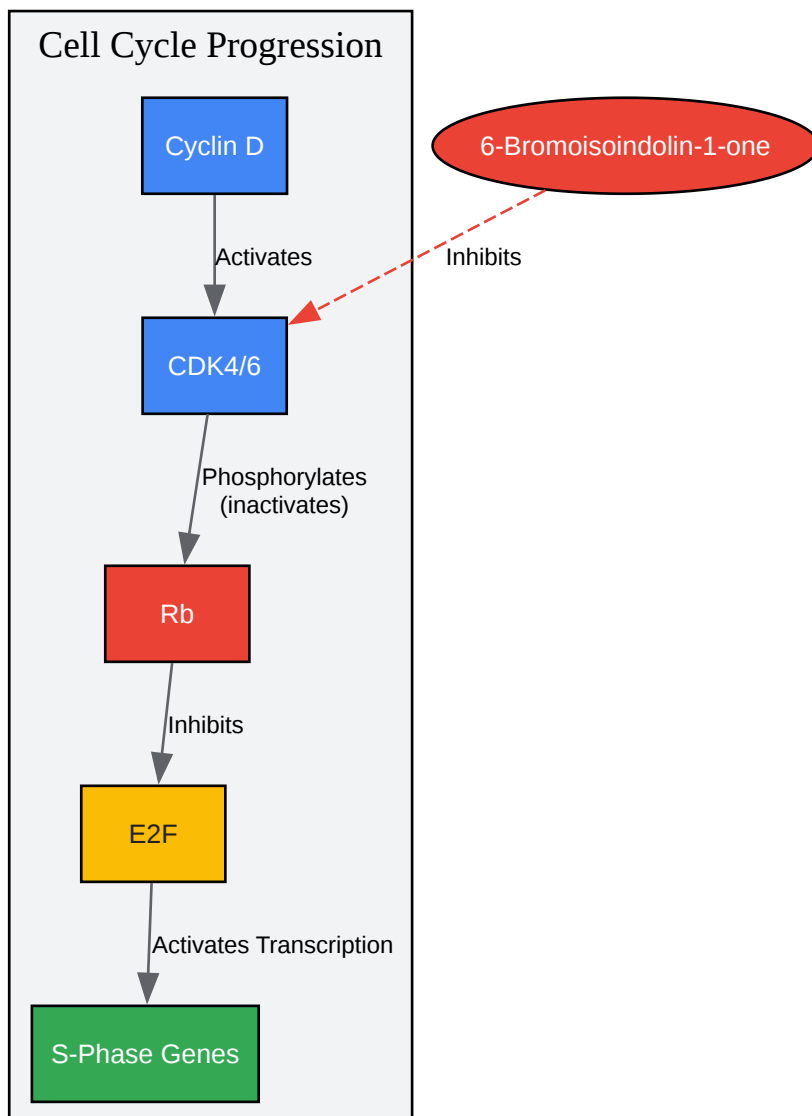 Cell Cycle Progression
Cyclin D
6-Bromoisoindolin-1-one
Activates
Inhibits
CDK4/6
Phosphorylates
(inactivates)
Rb
Inhibits
E2F
Activates Transcription
S-Phase Genes